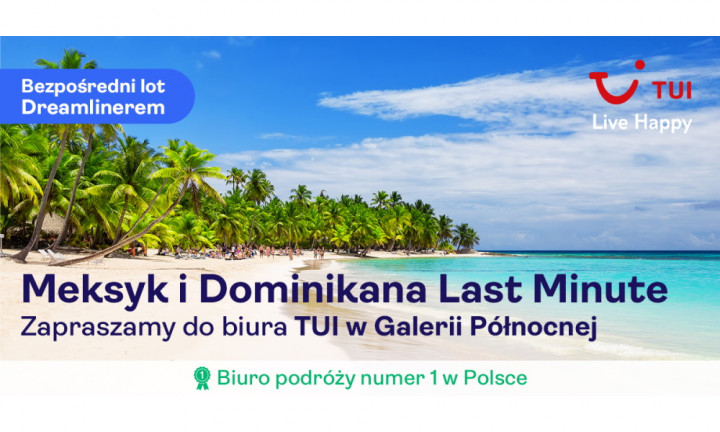 Bezpośredni lot
Dreamlinerem
TUI
Live Happy
Meksyk i Dominikana Last Minute
Zapraszamy do biura TUI w Galerii Północnej
1
Biuro podróży numer 1 w Polsce